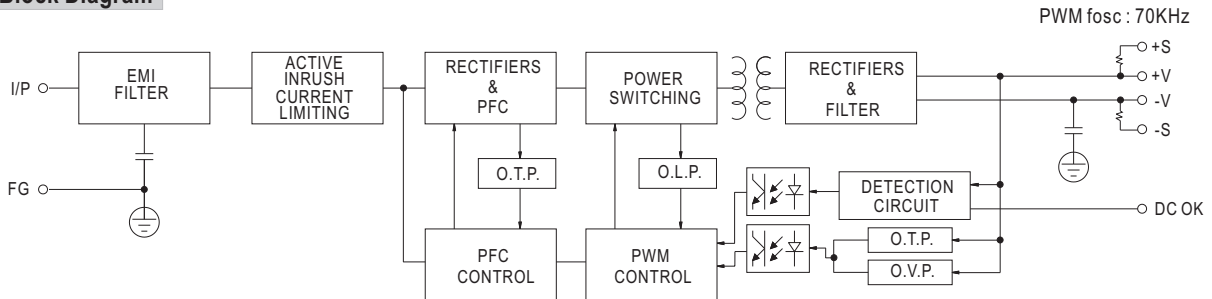 Block Diagram
PWM fosc : 70KHz
I/P
EMI
FILTER
ACTIVE
INRUSH
CURRENT
LIMITING
RECTIFIERS
&
PFC
POWER
SWITCHING
RECTIFIERS
&
FILTER
+S
+V
-V
-S
FG
O.T.P.
O.L.P.
DETECTION
CIRCUIT
DC OK
PFC
CONTROL
PWM
CONTROL
O.T.P.
O.V.P.